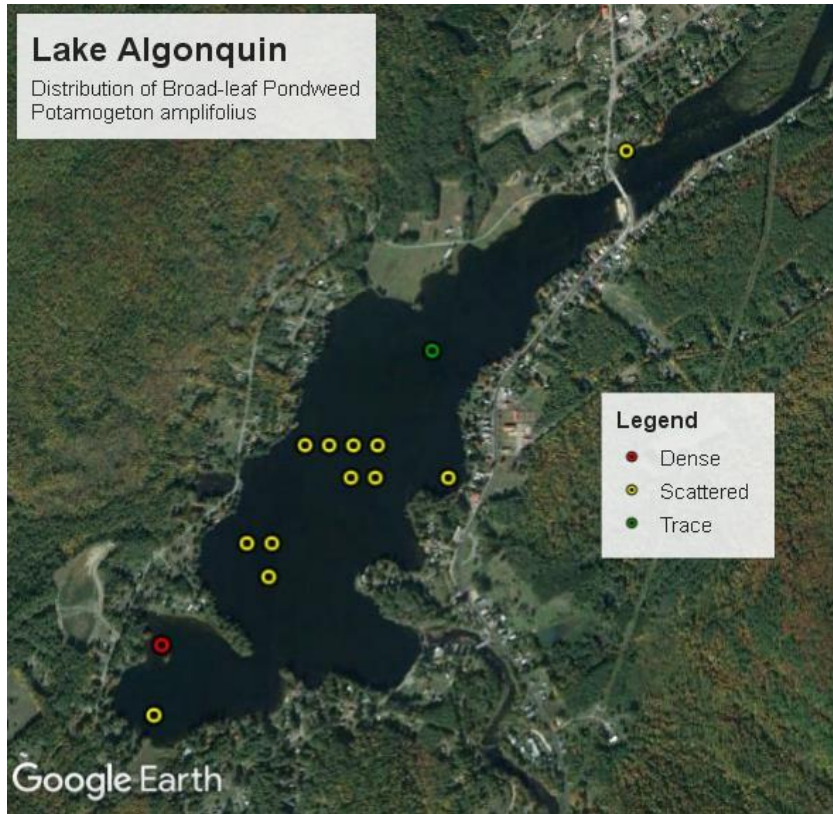 Lake Algonquin
Distribution of Broad-leaf Pondweed
Potamogeton amplifolius
Legend
Dense
Scattered
Trace
Google Earth